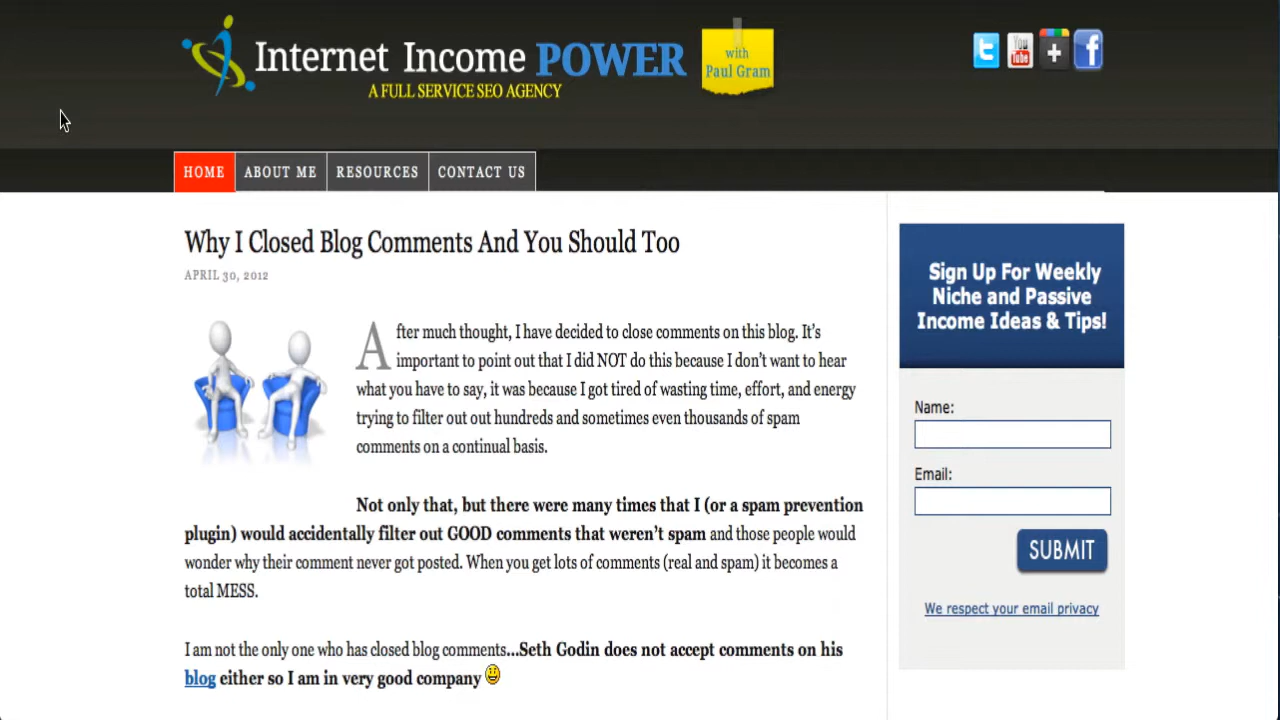 Internet Income POWER
A FULL SERVICE SEO AGENCY
with
Paul Gram
You
Tube
HOME ABOUT ME RESOURCES CONTACT US
Why I Closed Blog Comments And You Should Too
APRIL 30, 2012
After much thought, I have decided to close comments on this blog. It's
important to point out that I did NOT do this because I don't want to hear
what you have to say, it was because I got tired of wasting time, effort, and energy
trying to filter out out hundreds and sometimes even thousands of spam
comments on a continual basis.
Not only that, but there were many times that I (or a spam prevention
plugin) would accidentally filter out GOOD comments that weren't spam and those people would
wonder why their comment never got posted. When you get lots of comments (real and spam) it becomes a
total MESS.
I am not the only one who has closed blog comments...Seth Godin does not accept comments on his
blog either so I am in very good company
Sign Up For Weekly
Niche and Passive
Income Ideas & Tips!
Name:
Email:
SUBMIT
We respect your email privacy